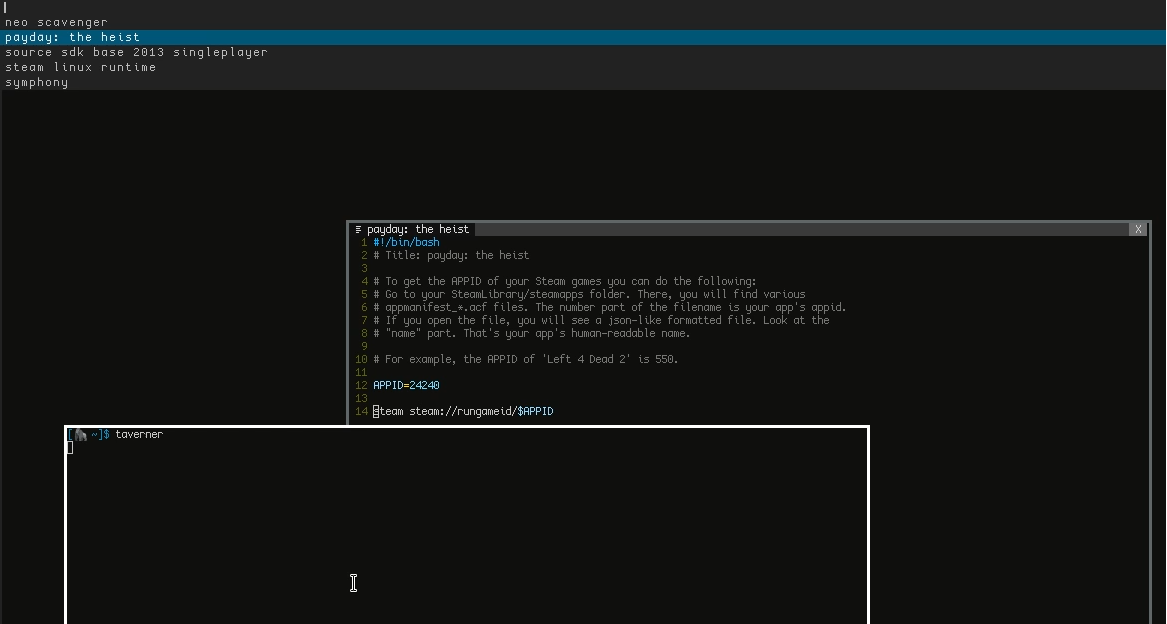 neo scavenger
payday: the heist
source sdk base 2013 singleplayer
steam linux runtime
symphony
payday: the heist X
1 #!/bin/bash
2 # Title: payday: the heist
3
4 # To get the APPID of your Steam games you can do the following:
5 # Go to your SteamLibrary/steamapps folder. There, you will find various
6 # appmanifest_*.acf files. The number part of the filename is your app's appid.
7 # If you open the file, you will see a json-like formatted file. Look at the
8 # "name" part. That's your app's human-readable name.
9
10 # For example, the APPID of 'Left 4 Dead 2' is 550.
11
12 APPID=24240
13
14 steam steam://rungameid/$APPID
[🦍 ~]$ taverner